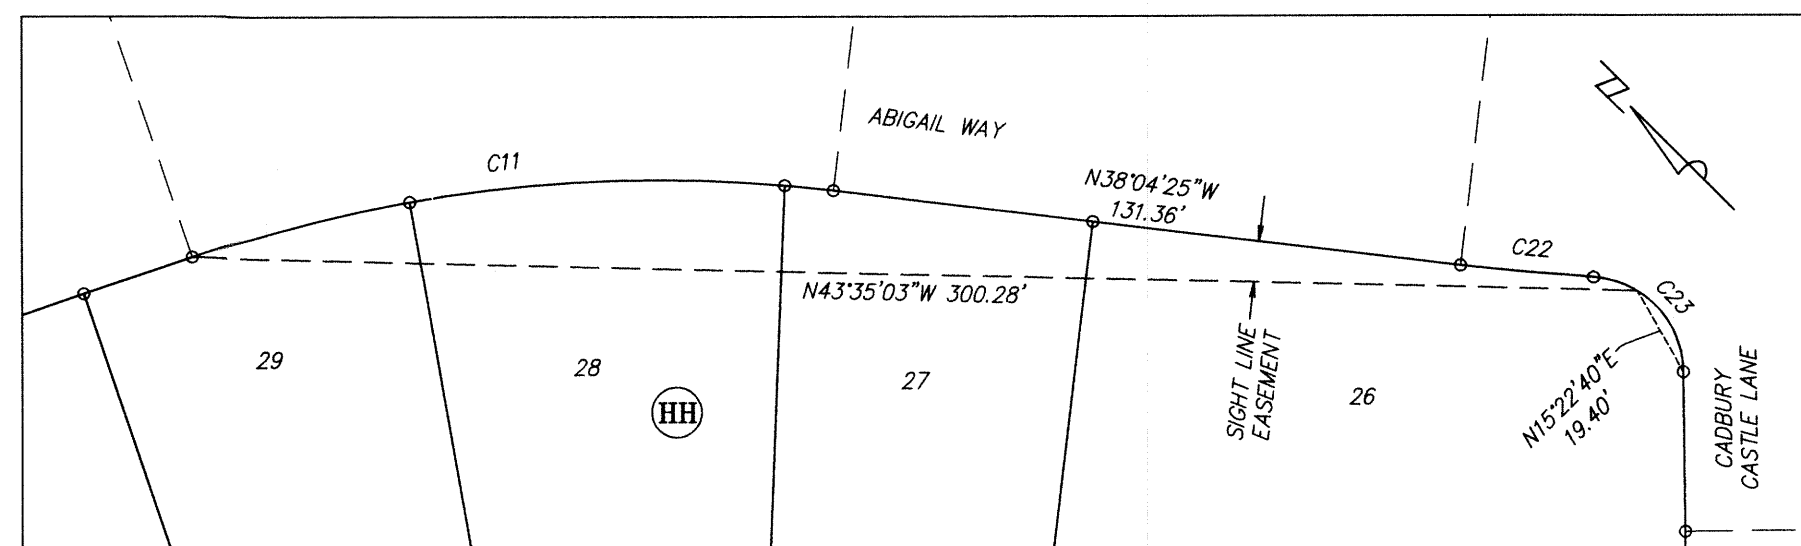 ABIGAIL WAY
C11
N38°04'25"W
131.36'
C22
N43°35'03"W 300.28'
C23
29
28
27
26
HH
SIGHT LINE
EASEMENT
N15°22'40"E
19.40'
CADBURY
CASTLE LANE
N